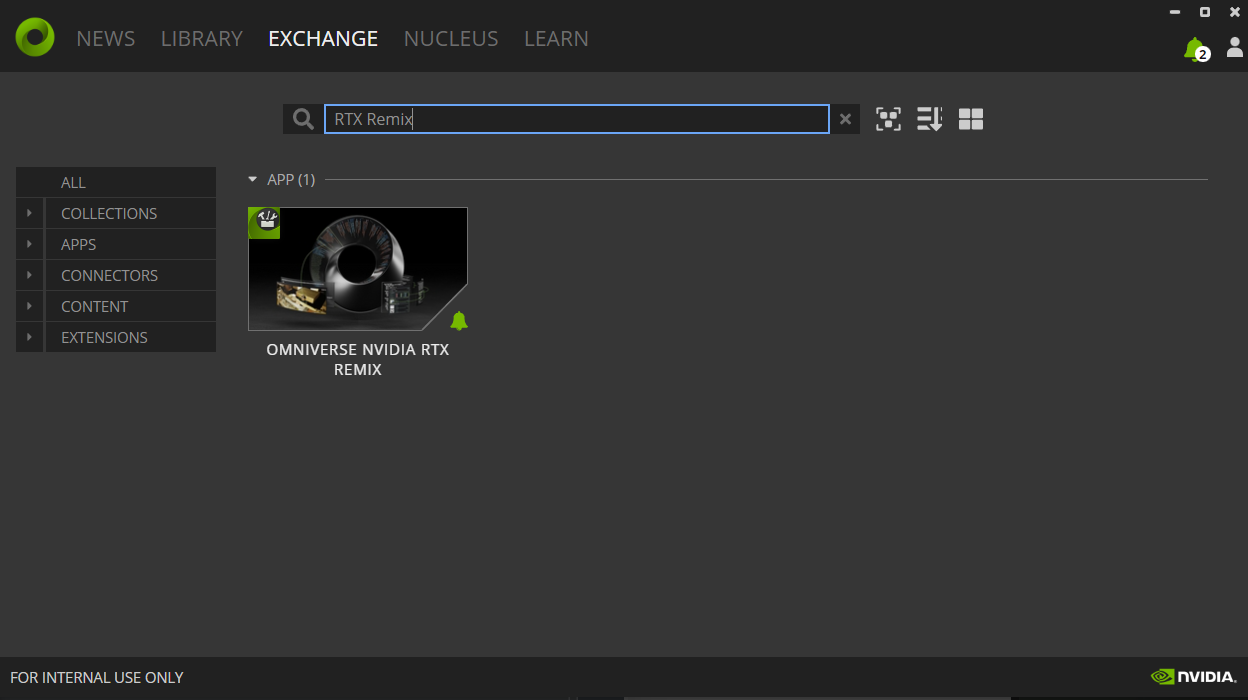 NEWS LIBRARY EXCHANGE NUCLEUS LEARN
2
RTX Remix
ALL
COLLECTIONS
APPS
CONNECTORS
CONTENT
EXTENSIONS
APP (1)
OMNIVERSE NVIDIA RTX
REMIX
FOR INTERNAL USE ONLY
NVIDIA.